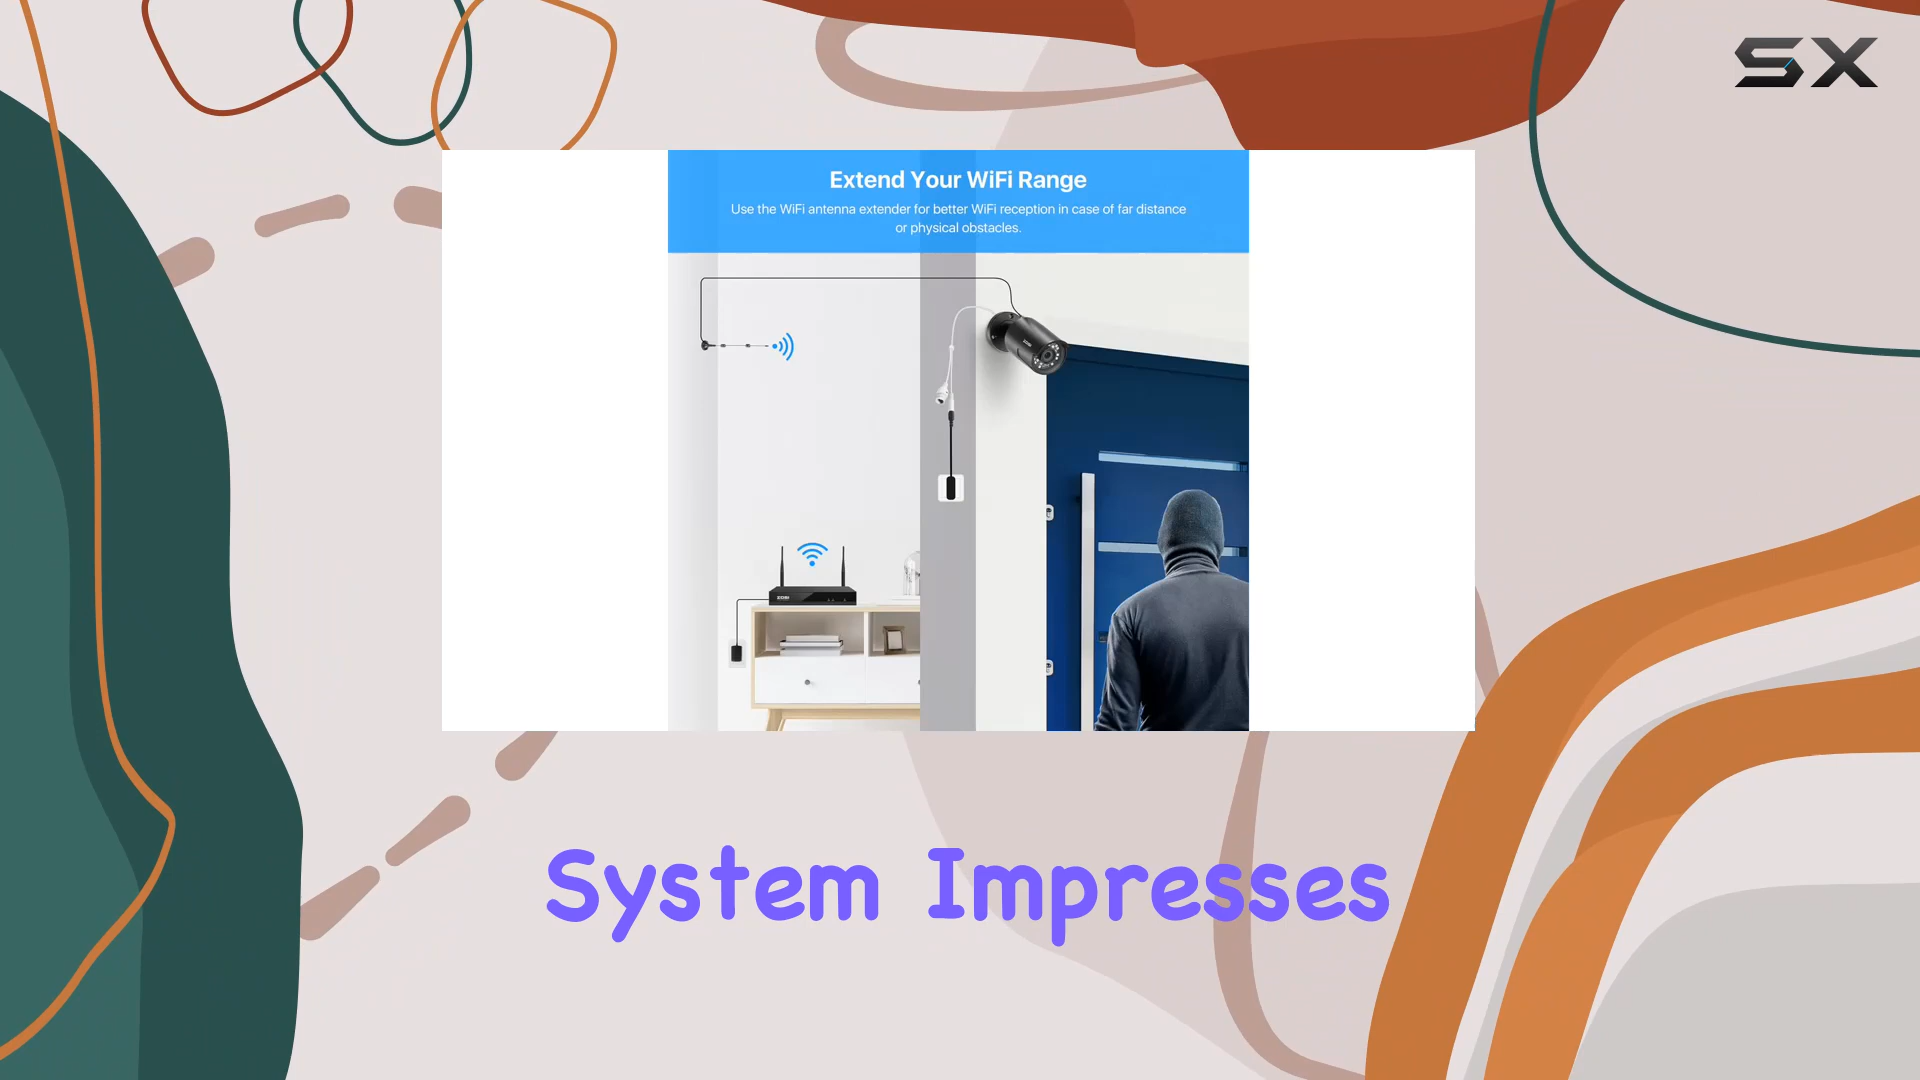 SX
Extend Your WiFi Range
Use the WiFi antenna extender for better WiFi reception in case of far distance
or physical obstacles.
System Impresses